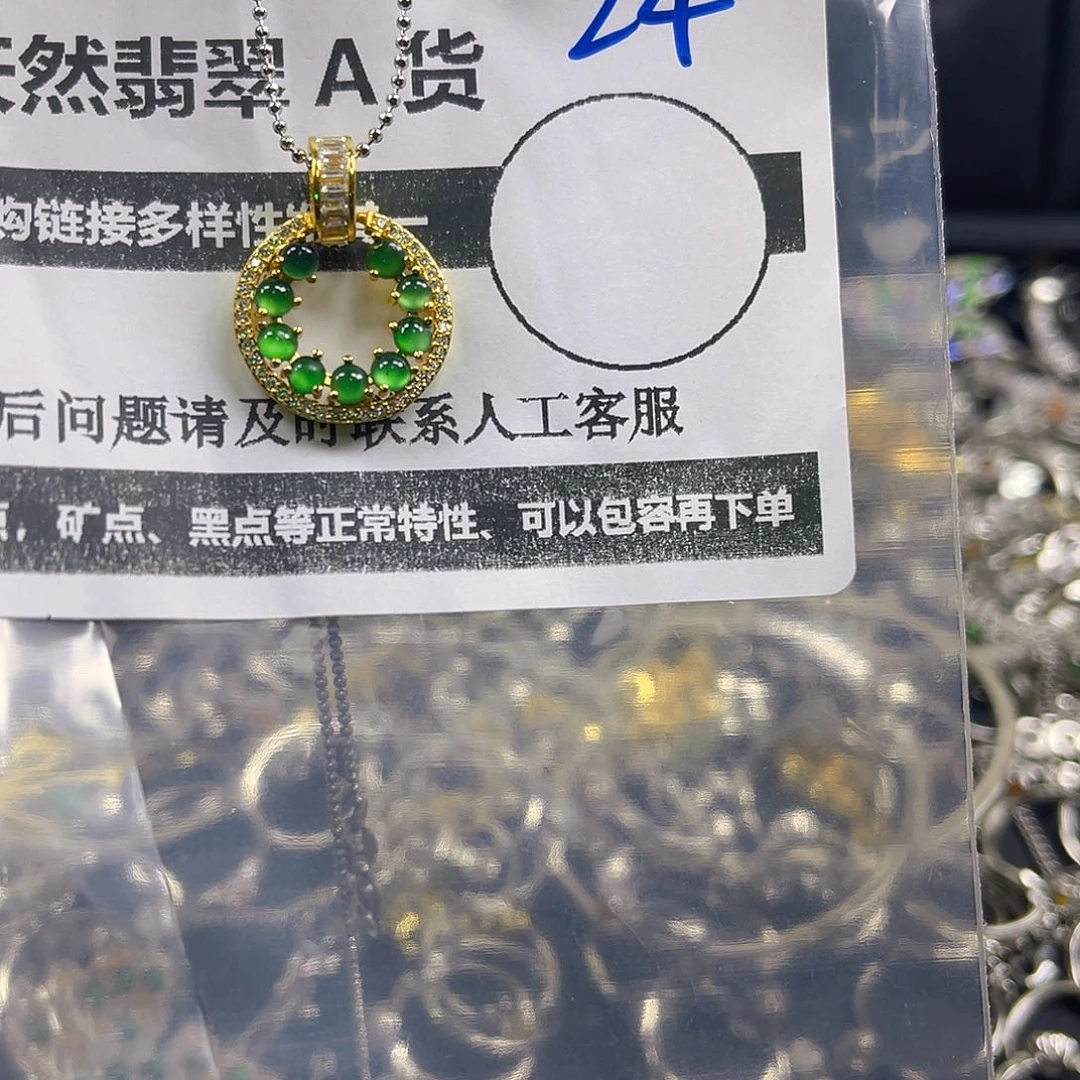 24
天然翡翠 A 货
购链接多样性
后问题请及时联系人工客服
，矿点、黑点等正常特性、可以包容再下单